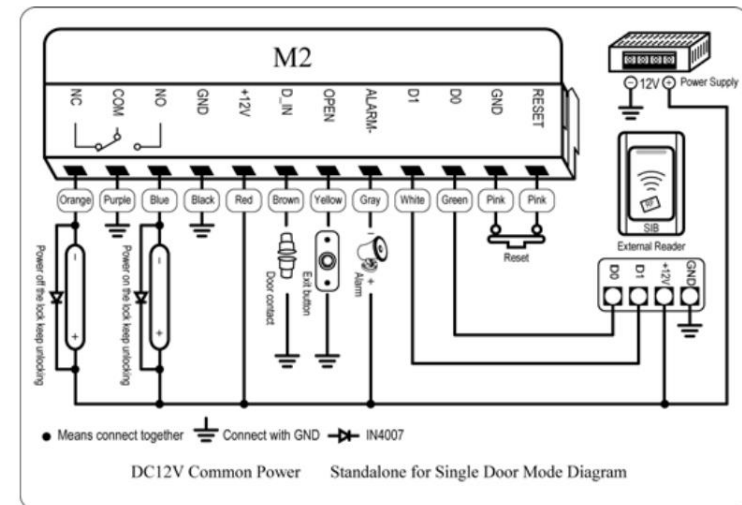 M2
NC COM NO GND +12V D_IN OPEN ALARM- D1 D0 GND RESET
12V Power Supply
Orange Purple Blue Black Red Brown Yellow Gray White Green Pink Pink
SIB
External Reader
Reset
D0 D1 +12V GND
Power off the lock keep unlocking
Power on the lock keep unlocking
Door contact
Exit button
Alarm
Means connect together Connect with GND IN4007
DC12V Common Power Standalone for Single Door Mode Diagram